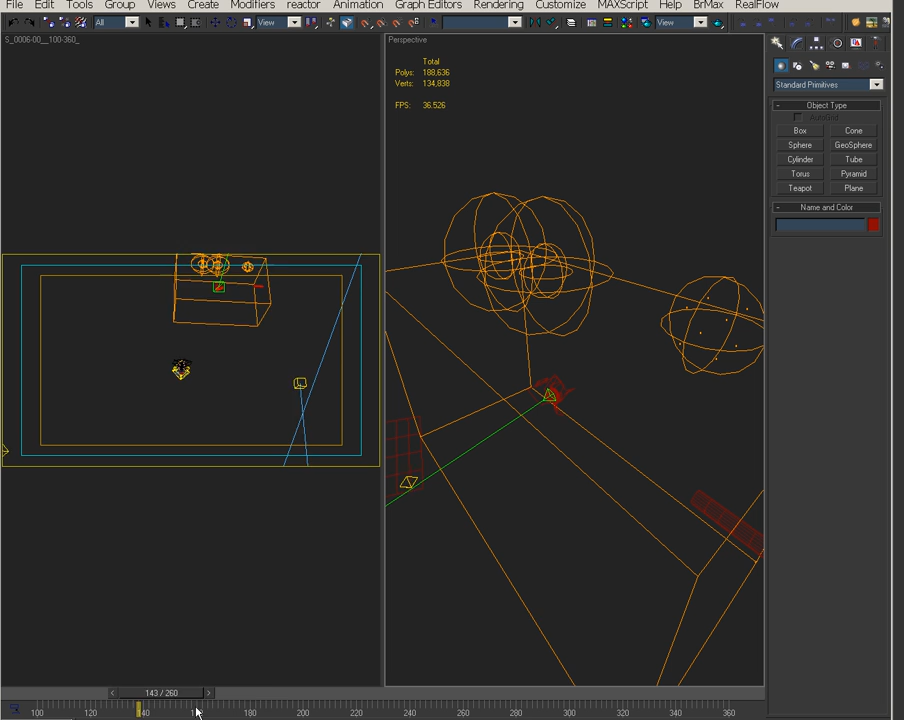 File Edit Tools Group Views Create Modifiers reactor Animation Graph Editors Rendering Customize MAXScript Help BrMax RealFlow
All View View
S_0006-00__100-360_
Perspective
Total
Polys: 188,636
Verts: 134,838
FPS: 36.526
Standard Primitives
- Object Type
AutoGrid
Box Cone
Sphere GeoSphere
Cylinder Tube
Torus Pyramid
Teapot Plane
- Name and Color
< 143 / 260 >
100 120 140 180 200 220 240 260 280 300 320 340 360